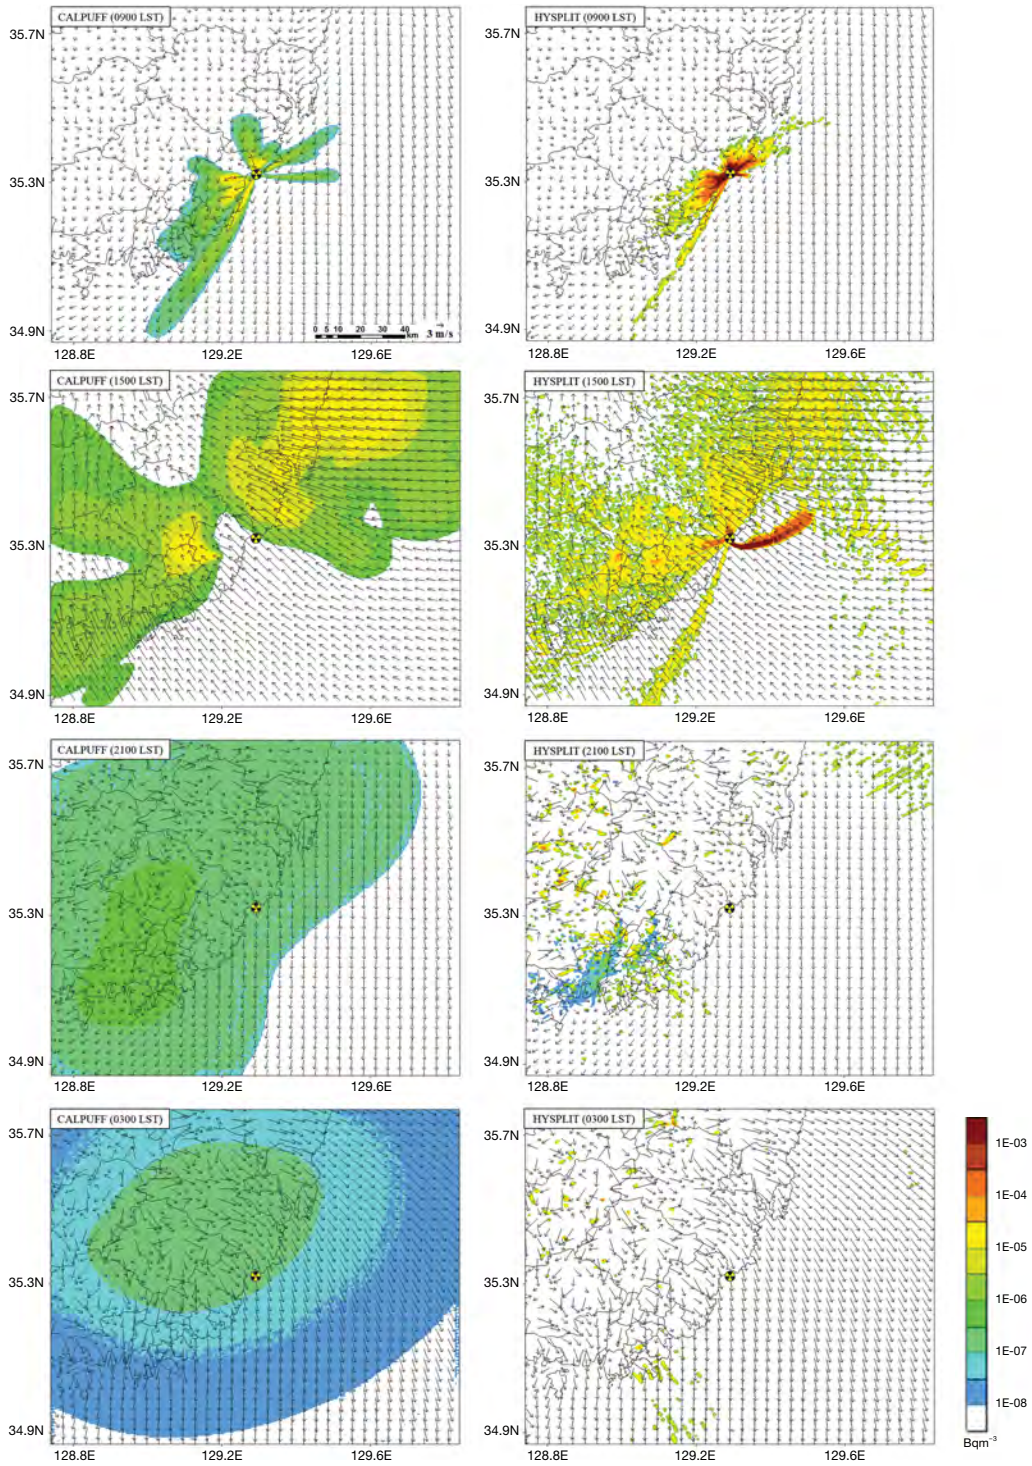 CALPUFF (0900 LST)
HYSPLIT (0900 LST)
35.7N
35.7N
35.3N
35.3N
34.9N
34.9N
0 5 10 20 30 40 km
3 m/s
128.8E 129.2E 129.6E
128.8E 129.2E 129.6E
CALPUFF (1500 LST)
HYSPLIT (1500 LST)
35.7N
35.7N
35.3N
35.3N
34.9N
34.9N
128.8E 129.2E 129.6E
128.8E 129.2E 129.6E
CALPUFF (2100 LST)
HYSPLIT (2100 LST)
35.7N
35.7N
35.3N
35.3N
34.9N
34.9N
128.8E 129.2E 129.6E
128.8E 129.2E 129.6E
CALPUFF (0300 LST)
HYSPLIT (0300 LST)
35.7N
35.7N
35.3N
35.3N
34.9N
34.9N
128.8E 129.2E 129.6E
128.8E 129.2E 129.6E
1E-03
1E-04
1E-05
1E-06
1E-07
1E-08
Bqm⁻³